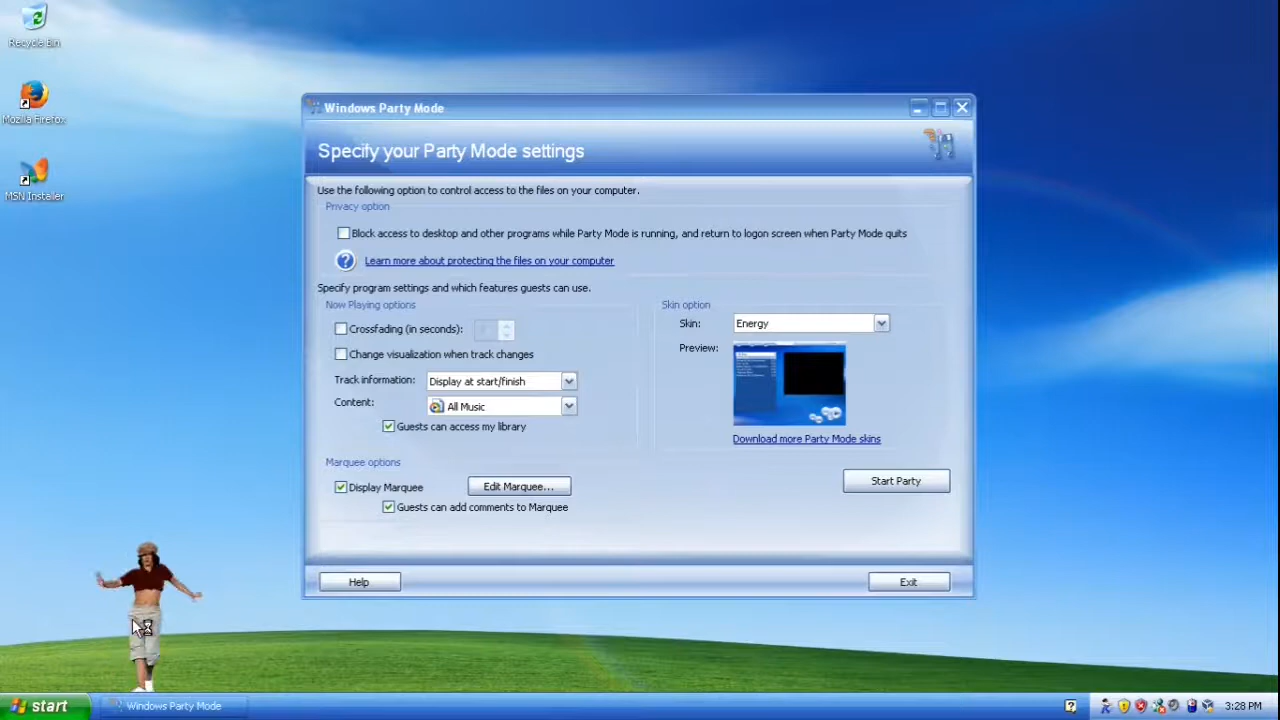 Recycle Bin
Mozilla Firefox
MSN Installer
Windows Party Mode
Specify your Party Mode settings
Use the following option to control access to the files on your computer.
Privacy option
Block access to desktop and other programs while Party Mode is running, and return to logon screen when Party Mode quits
Learn more about protecting the files on your computer
Specify program settings and which features guests can use.
Now Playing options
Crossfading (in seconds):
Change visualization when track changes
Track information: Display at start/finish
Content: All Music
Guests can access my library
Skin option
Skin: Energy
Preview:
Download more Party Mode skins
Marquee options
Display Marquee
Edit Marquee...
Guests can add comments to Marquee
Start Party
Help
Exit
start
Windows Party Mode
3:28 PM